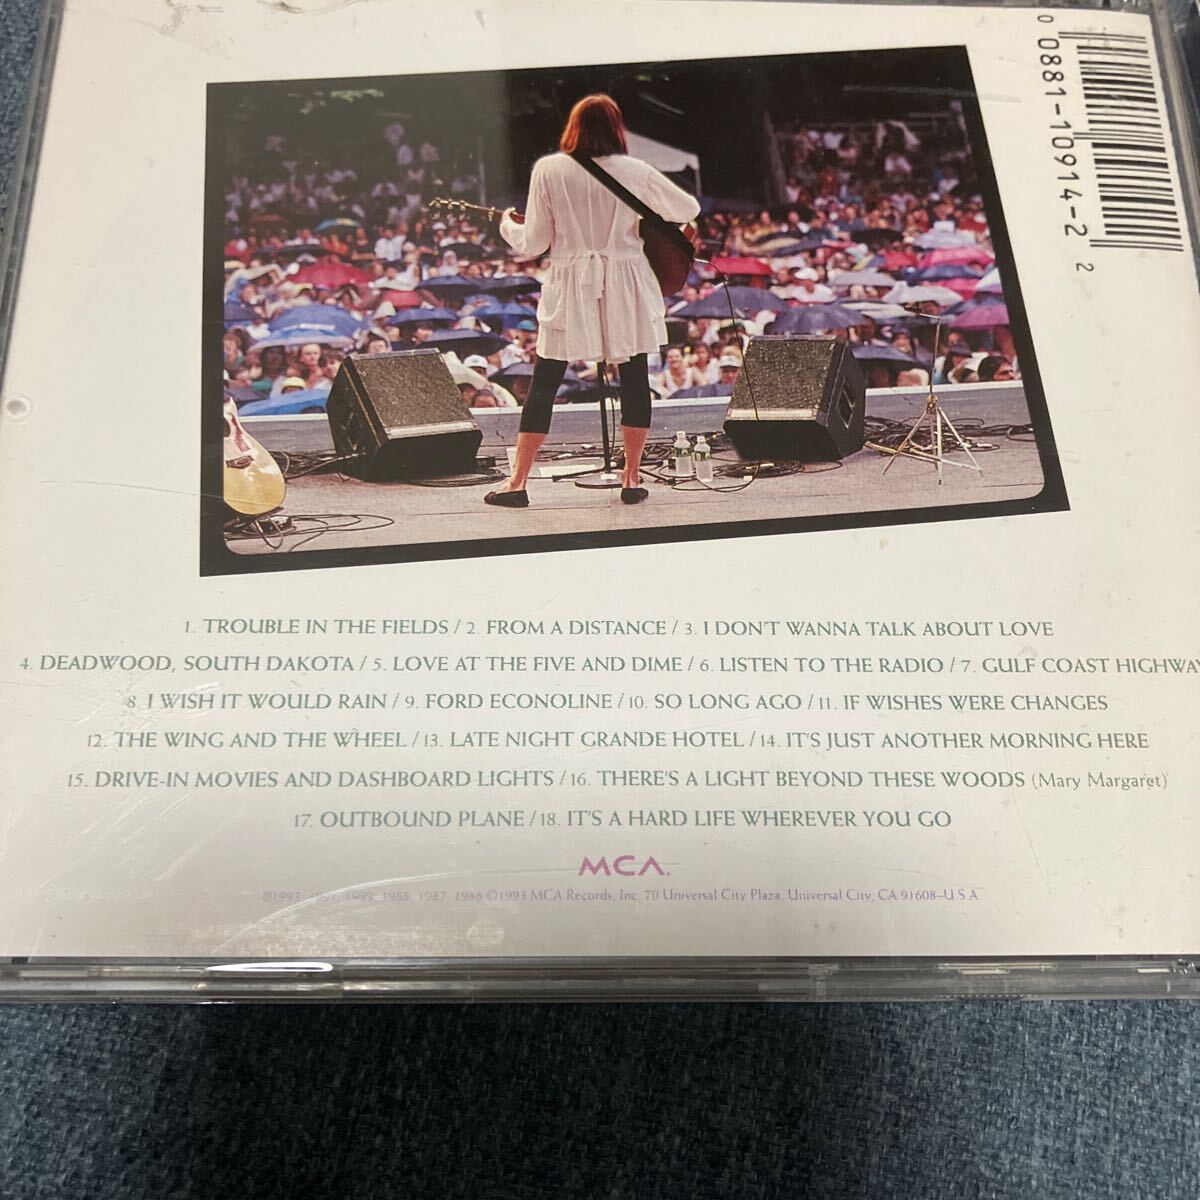 0 0881-10914-2 2
1. TROUBLE IN THE FIELDS / 2. FROM A DISTANCE / 3. I DON'T WANNA TALK ABOUT LOVE
4. DEADWOOD, SOUTH DAKOTA / 5. LOVE AT THE FIVE AND DIME / 6. LISTEN TO THE RADIO / 7. GULF COAST HIGHWAY
8. I WISH IT WOULD RAIN / 9. FORD ECONOLINE / 10. SO LONG AGO / 11. IF WISHES WERE CHANGES
12. THE WING AND THE WHEEL / 13. LATE NIGHT GRANDE HOTEL / 14. IT'S JUST ANOTHER MORNING HERE
15. DRIVE-IN MOVIES AND DASHBOARD LIGHTS / 16. THERE'S A LIGHT BEYOND THESE WOODS (Mary Margaret)
17. OUTBOUND PLANE / 18. IT'S A HARD LIFE WHEREVER YOU GO
MCA.
℗1993, 1991, 1989, 1988, 1987, 1986 ©1993 MCA Records, Inc. 70 Universal City Plaza, Universal City, CA 91608-U.S.A.